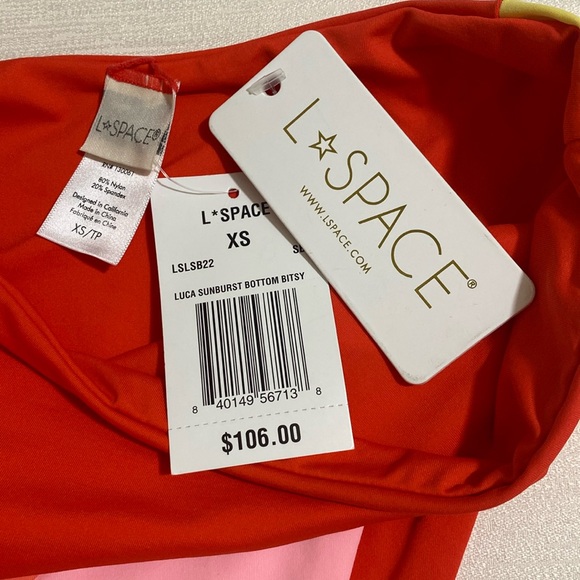 L☆SPACE®
80% Nylon
20% Spandex
Designed in California
Made in China
Fabriqué en Chine
XS/TP
L*SPACE
XS
LSLSB22
LUCA SUNBURST BOTTOM BITSY
8 40149 56713 8
$106.00
L☆SPACE®
WWW.LSPACE.COM